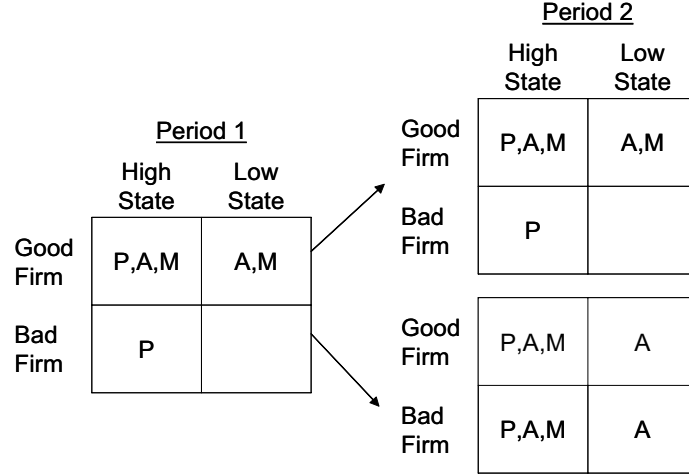 Period 2
High State
Low State
Good Firm
P,A,M
A,M
Bad Firm
P
Period 1
High State
Low State
Good Firm
P,A,M
A,M
Bad Firm
P
Good Firm
P,A,M
A
Bad Firm
P,A,M
A